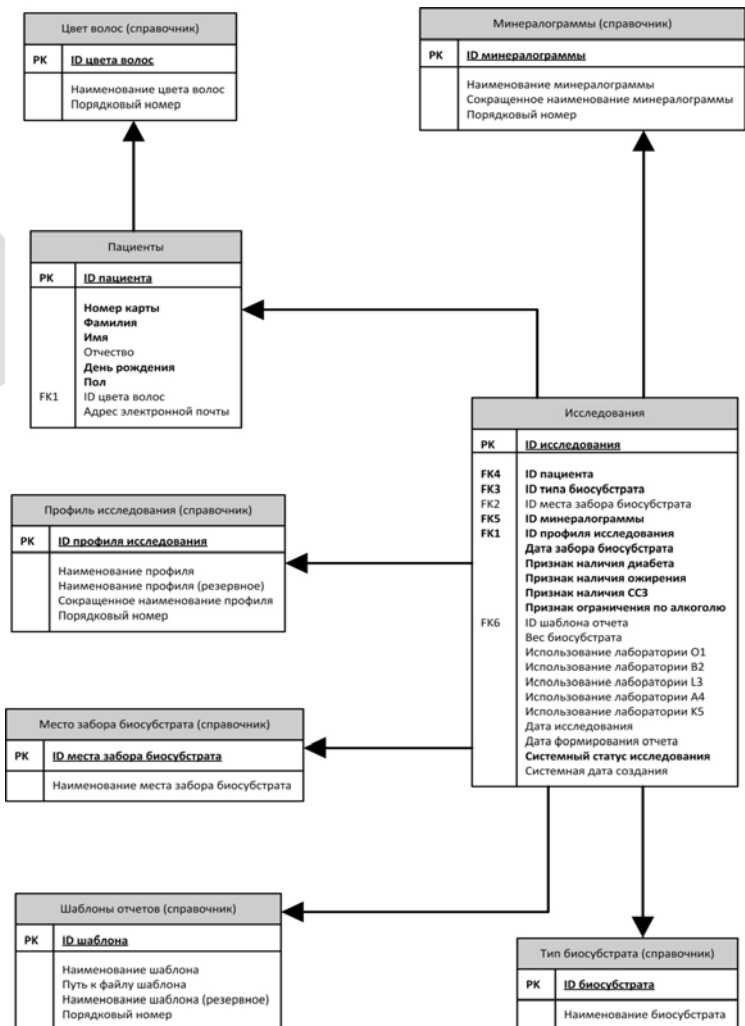 Цвет волос (справочник)
PK ID цвета волос
Наименование цвета волос
Порядковый номер
Минералограммы (справочник)
PK ID минералограммы
Наименование минералограммы
Сокращенное наименование минералограммы
Порядковый номер
Пациенты
PK ID пациента
Номер карты
Фамилия
Имя
Отчество
День рождения
Пол
FK1 ID цвета волос
Адрес электронной почты
Исследования
PK ID исследования
FK4 ID пациента
FK3 ID типа биосубстрата
FK2 ID места забора биосубстрата
FK5 ID минералограммы
FK1 ID профиля исследования
Дата забора биосубстрата
Признак наличия диабета
Признак наличия ожирения
Признак наличия ССЗ
Признак ограничения по алкоголю
FK6 ID шаблона отчета
Вес биосубстрата
Использование лаборатории O1
Использование лаборатории B2
Использование лаборатории L3
Использование лаборатории A4
Использование лаборатории K5
Дата исследования
Дата формирования отчета
Системный статус исследования
Системная дата создания
Профиль исследования (справочник)
PK ID профиля исследования
Наименование профиля
Наименование профиля (резервное)
Сокращенное наименование профиля
Порядковый номер
Место забора биосубстрата (справочник)
PK ID места забора биосубстрата
Наименование места забора биосубстрата
Шаблоны отчетов (справочник)
PK ID шаблона
Наименование шаблона
Путь к файлу шаблона
Наименование шаблона (резервное)
Порядковый номер
Тип биосубстрата (справочник)
PK ID биосубстрата
Наименование биосубстрата